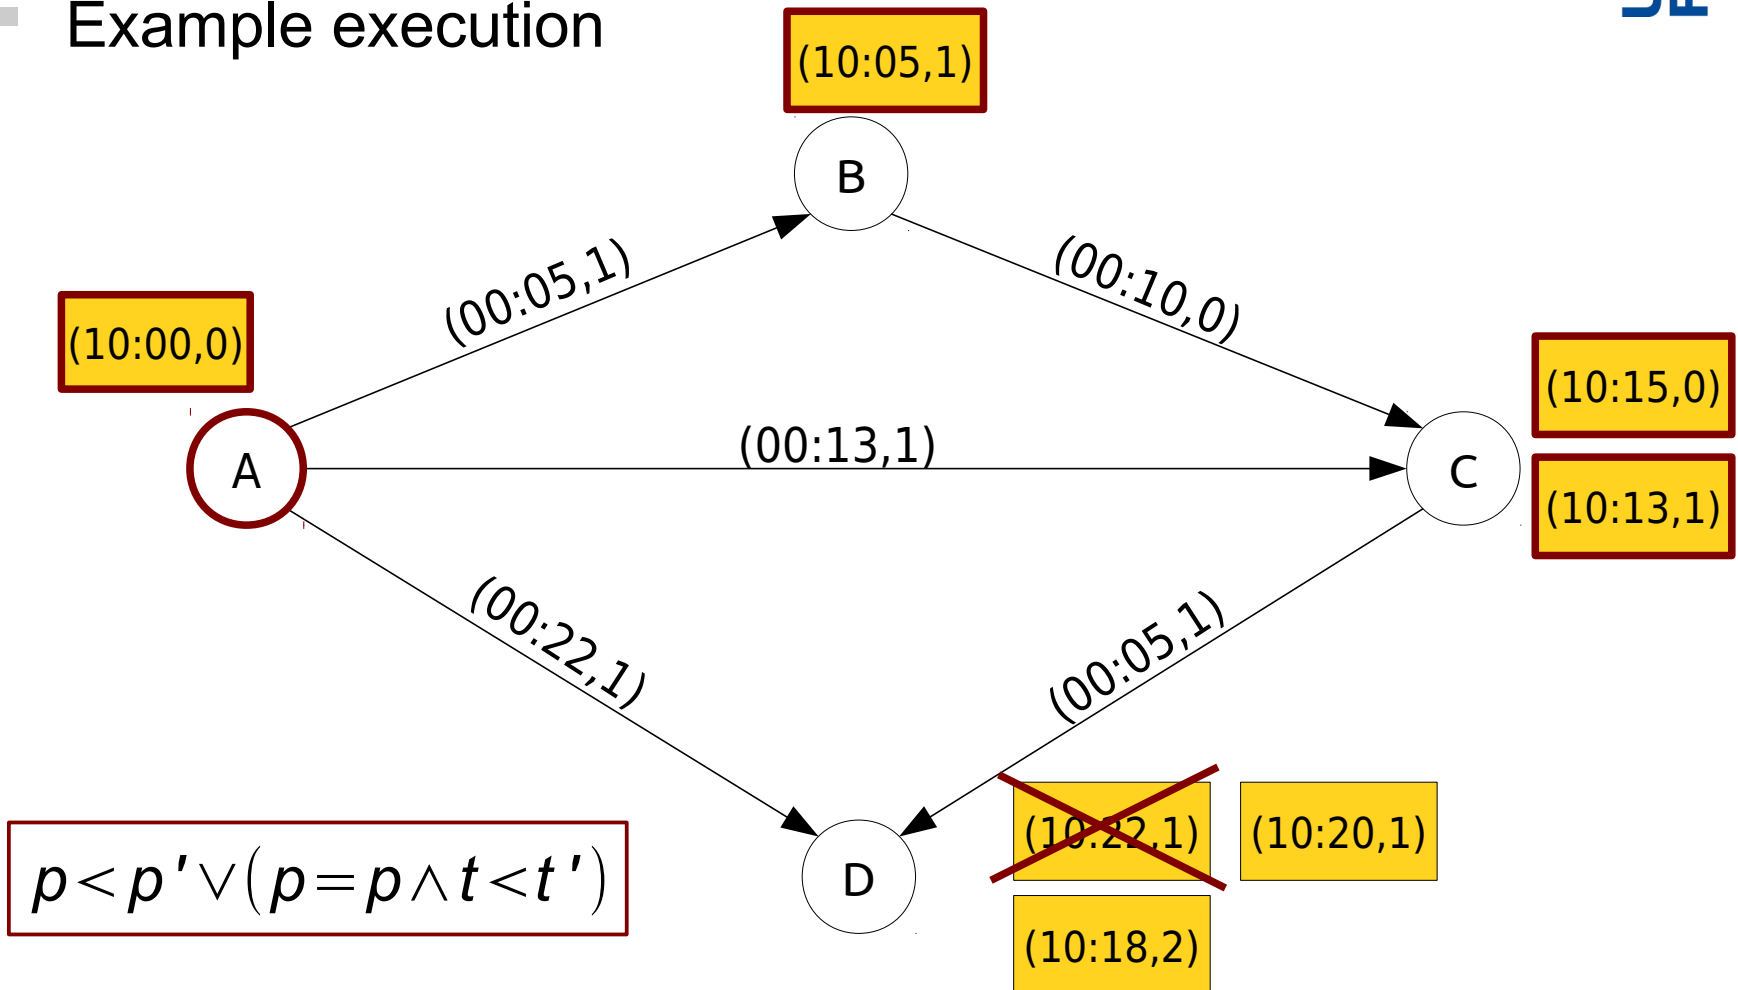 Example execution
(10:05,1)
B
(00:05,1)
(00:10,0)
(10:00,0)
(10:15,0)
(00:13,1)
A
C
(10:13,1)
(00:22,1)
(00:05,1)
(10:22,1)
(10:20,1)
p<p'∨(p=p∧t<t')
D
(10:18,2)